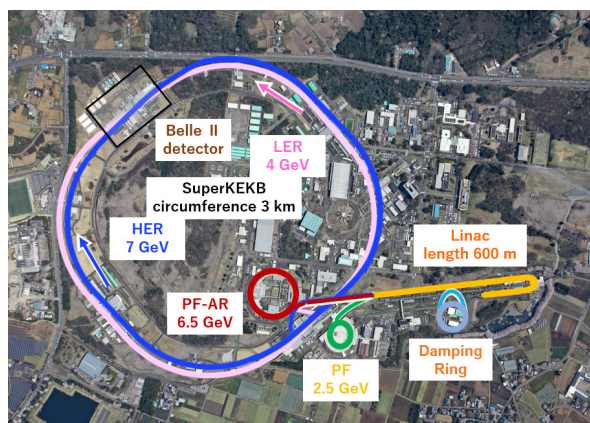 Belle II
detector
LER
4 GeV
SuperKEKB
circumference 3 km
HER
7 GeV
Linac
length 600 m
PF-AR
6.5 GeV
PF
2.5 GeV
Damping
Ring